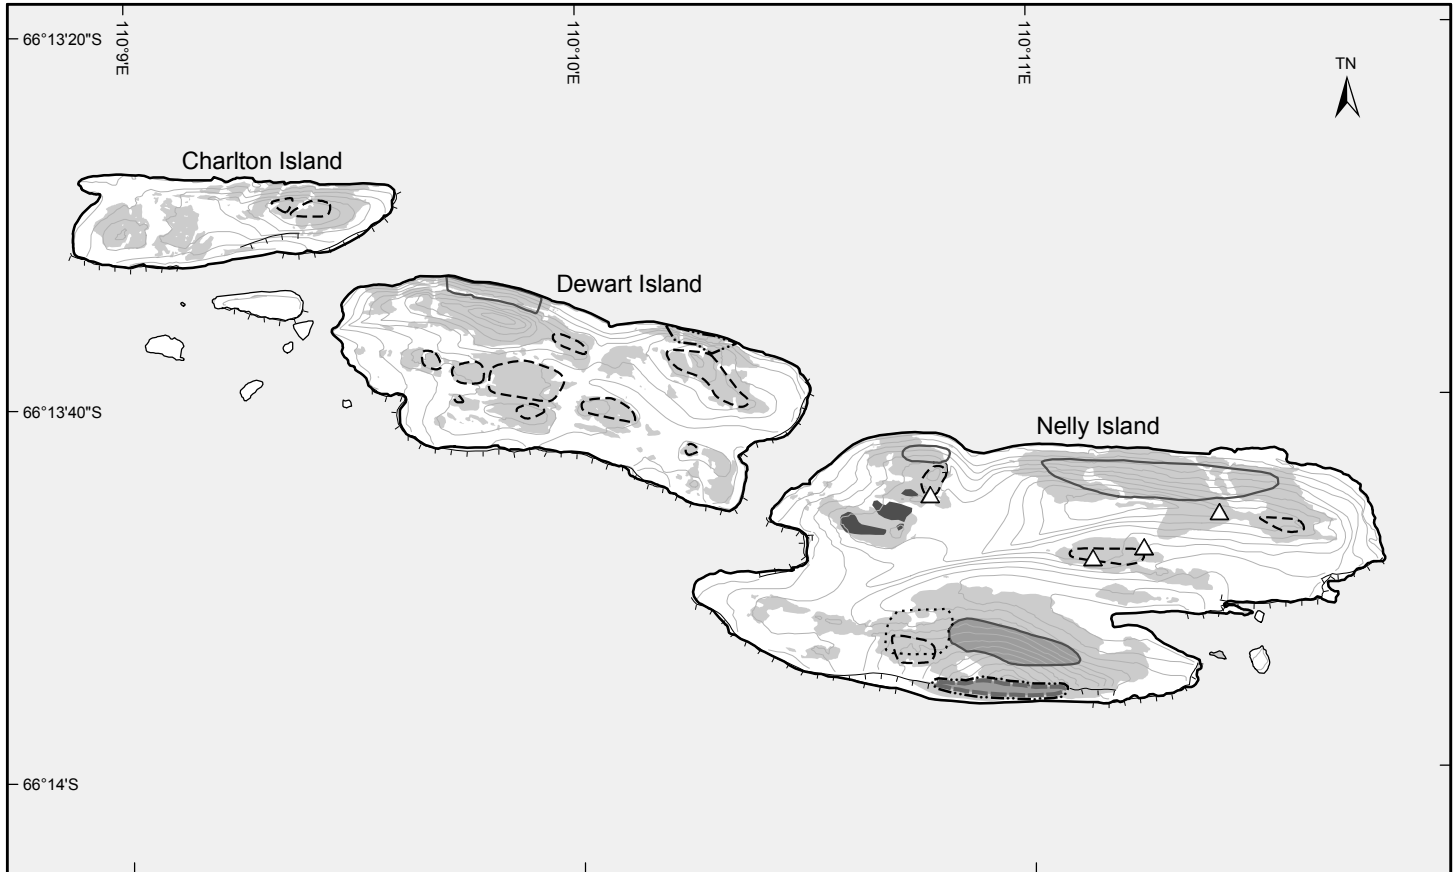 110°9'E
110°10'E
110°11'E
66°13'20"S
TN
Charlton Island
Dewart Island
66°13'40"S
Nelly Island
66°14'S